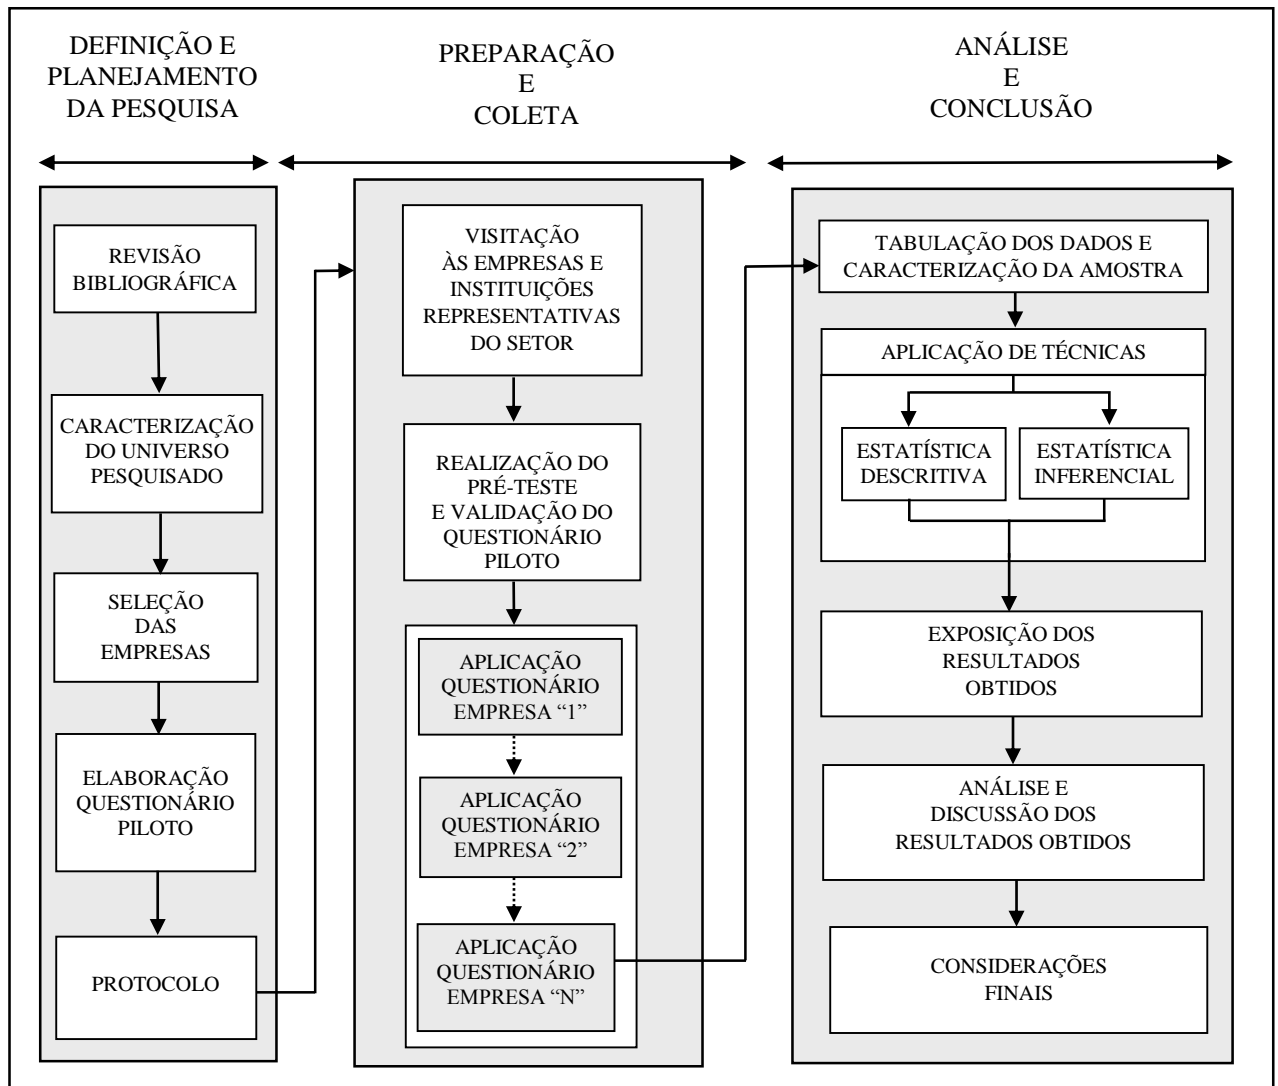 DEFINIÇÃO E
PLANEJAMENTO
DA PESQUISA
PREPARAÇÃO
E
COLETA
ANÁLISE
E
CONCLUSÃO
REVISÃO
BIBLIOGRÁFICA
CARACTERIZAÇÃO
DO UNIVERSO
PESQUISADO
SELEÇÃO
DAS
EMPRESAS
ELABORAÇÃO
QUESTIONÁRIO
PILOTO
PROTOCOLO
VISITAÇÃO
ÀS EMPRESAS E
INSTITUIÇÕES
REPRESENTATIVAS
DO SETOR
REALIZAÇÃO DO
PRÉ-TESTE
E VALIDAÇÃO DO
QUESTIONÁRIO
PILOTO
APLICAÇÃO
QUESTIONÁRIO
EMPRESA “1”
APLICAÇÃO
QUESTIONÁRIO
EMPRESA “2”
APLICAÇÃO
QUESTIONÁRIO
EMPRESA “N”
TABULAÇÃO DOS DADOS E
CARACTERIZAÇÃO DA AMOSTRA
APLICAÇÃO DE TÉCNICAS
ESTATÍSTICA
DESCRITIVA
ESTATÍSTICA
INFERENCIAL
EXPOSIÇÃO DOS
RESULTADOS
OBTIDOS
ANÁLISE E
DISCUSSÃO DOS
RESULTADOS OBTIDOS
CONSIDERAÇÕES
FINAIS